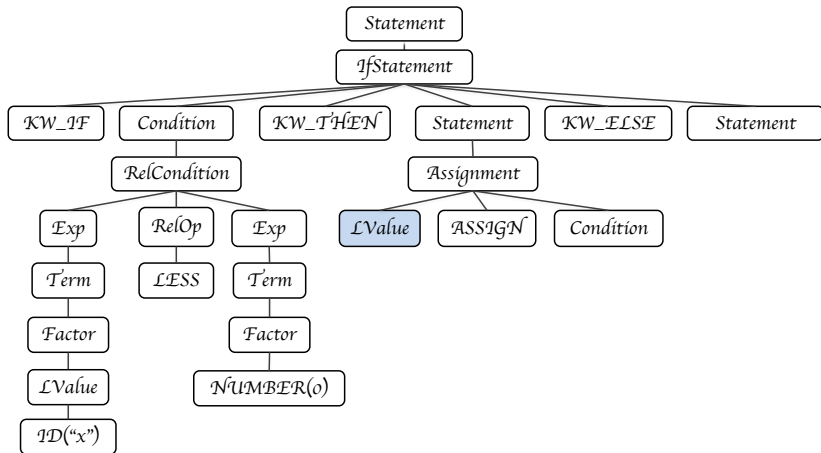 Statement
IfStatement
KW_IF Condition KW_THEN Statement KW_ELSE Statement
RelCondition Assignment
Exp RelOp Exp LValue ASSIGN Condition
Term LESS Term
Factor Factor
LValue NUMBER(0)
ID(“x”)